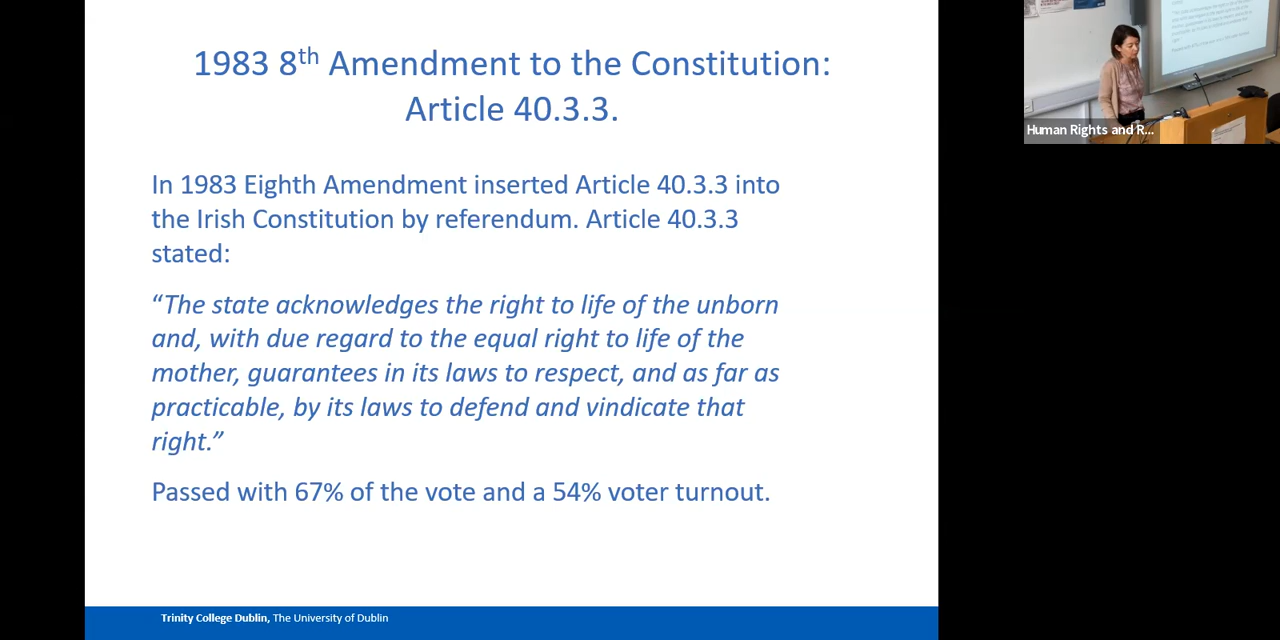 1983 8th Amendment to the Constitution:
Article 40.3.3.
In 1983 Eighth Amendment inserted Article 40.3.3 into
the Irish Constitution by referendum. Article 40.3.3
stated:
“The state acknowledges the right to life of the unborn
and, with due regard to the equal right to life of the
mother, guarantees in its laws to respect, and as far as
practicable, by its laws to defend and vindicate that
right.”
Passed with 67% of the vote and a 54% voter turnout.
Trinity College Dublin, The University of Dublin
Human Rights and R...